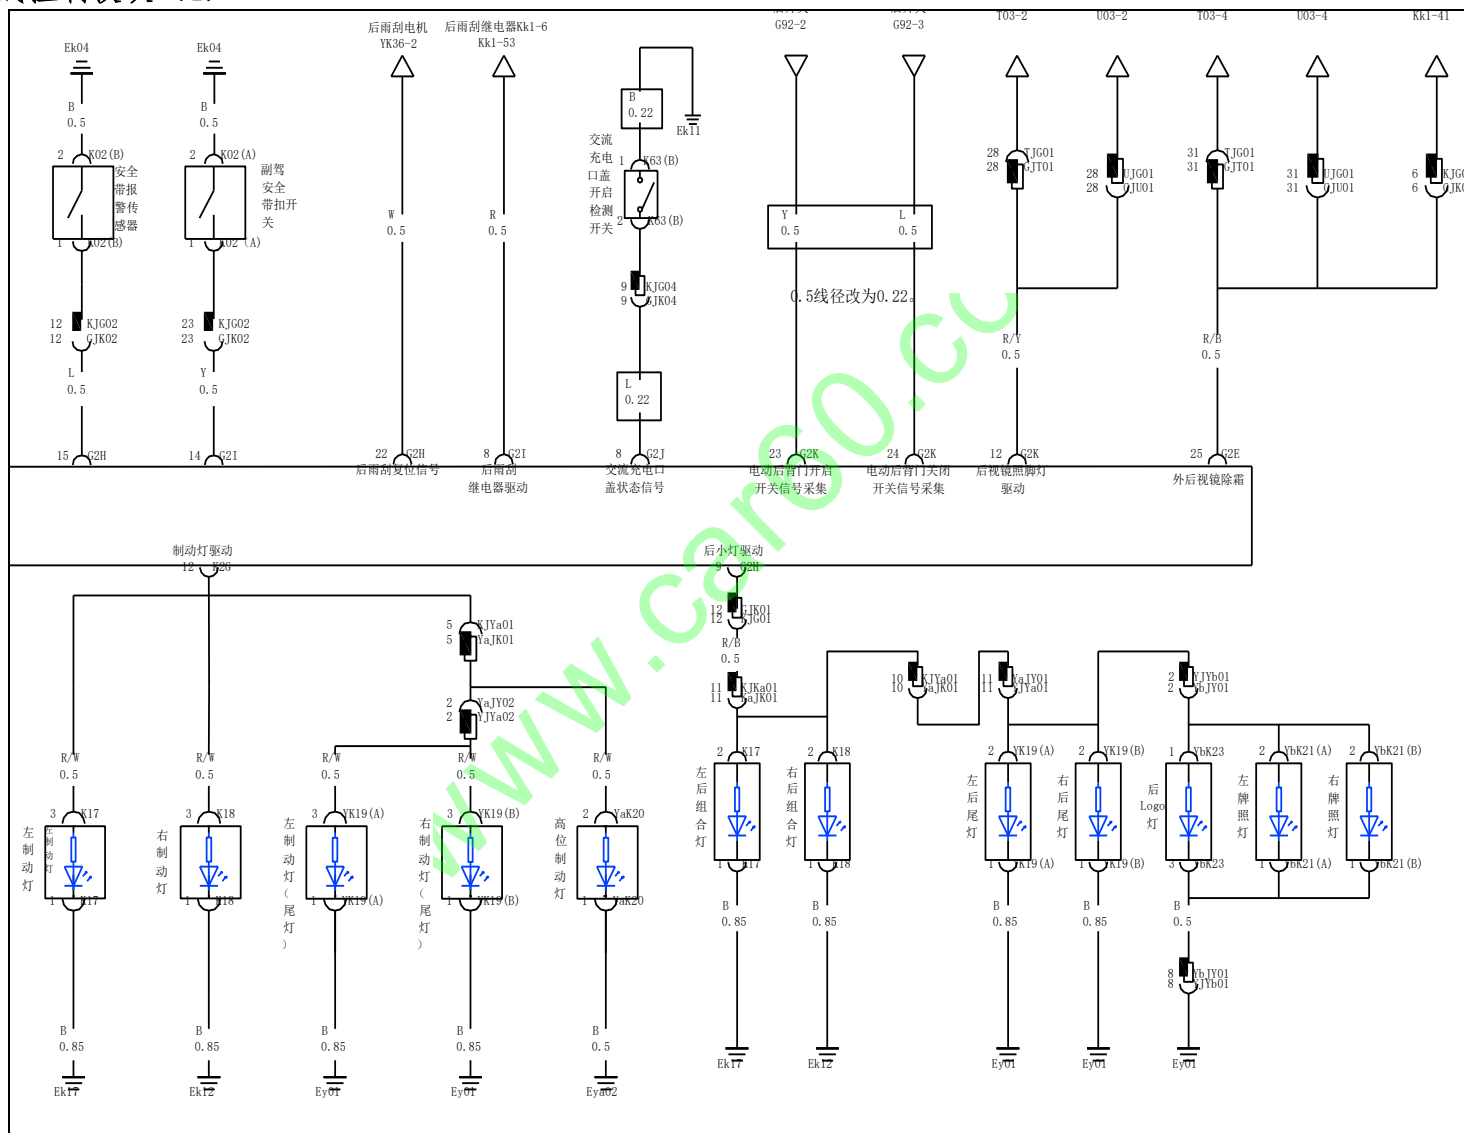 后雨刮电机
YK36-2
后雨刮继电器Kk1-6
Kk1-53
G92-2
G92-3
T03-2
U03-2
T03-4
U03-4
Kk1-41
Ek04
Ek04
B
0.5
B
0.5
2 K02(B)
安全
带报
警传
感器
1 K02(B)
2 K02(A)
副驾
安全
带扣开
关
1 K02 (A)
12 KJG02
12 GJK02
23 KJG02
23 GJK02
L
0.5
Y
0.5
W
0.5
R
0.5
B
0.22
Ek11
交流
充电
口盖
开启
检测
开关
1 K63(B)
2 K63(B)
9 KJG04
9 GJK04
L
0.22
Y
0.5
L
0.5
0.5线径改为0.22。
28 TJG01
28 GJT01
28 UJG01
28 GJU01
31 TJG01
31 GJT01
31 UJG01
31 GJU01
6
6
R/Y
0.5
R/B
0.5
15 G2H
14 G2I
22 G2H
后雨刮复位信号
8 G2I
后雨刮
继电器驱动
8 G2J
交流充电口
盖状态信号
23 G2K
电动后背门开启
开关信号采集
24 G2K
电动后背门关闭
开关信号采集
12 G2K
后视镜照脚灯
驱动
25 G2E
外后视镜除霜
www.car60.co
制动灯驱动
12 K2G
后小灯驱动
9 G2H
5 KJYa01
5 YaJK01
2 YaJY02
2 YJYa02
12 GJK01
12 KJG01
R/B
0.5
11 KJKa01
11 KaJK01
10 KJYa01
10 YaJK01
11 YaJY01
11 YJYa01
2 YJYb01
2 YbJY01
R/W
0.5
R/W
0.5
R/W
0.5
R/W
0.5
R/W
0.5
3 K17
左制动灯
左制动灯
1 K17
3 K18
右制动灯
1 K18
3 YK19(A)
左制动灯(尾灯)
1 YK19(A)
3 YK19(B)
右制动灯(尾灯)
1 YK19(B)
2 YaK20
高位制动灯
1 YaK20
2 K17
左后组合灯
1 K17
2 K18
右后组合灯
1 K18
2 YK19(A)
左后尾灯
1 YK19(A)
2 YK19(B)
右后尾灯
1 YK19(B)
1 YbK23
后
Logo
灯
3 YbK23
2 YbK21(A)
左牌照灯
1 YbK21(A)
2 YbK21(B)
右牌照灯
1 YbK21(B)
B
0.85
B
0.85
B
0.85
B
0.85
B
0.5
8 YbJY01
8 YJYb01
B
0.85
B
0.85
B
0.85
B
0.85
B
0.5
Ek17
Ek12
Ey01
Ey01
Ey01
Ek17
Ek12
Ey01
Ey01
Eya02